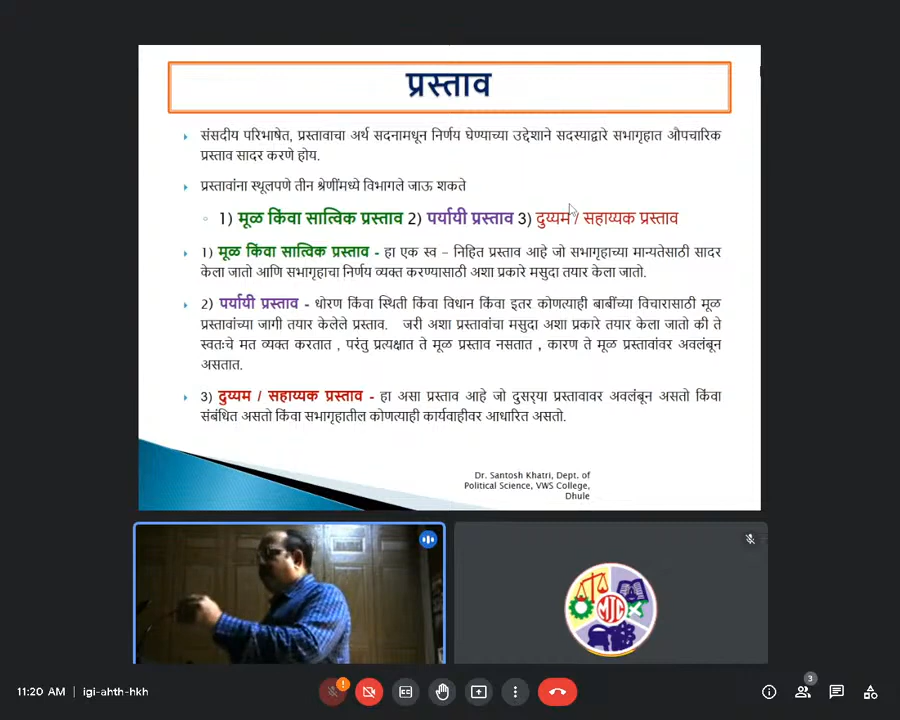 प्रस्ताव
संसदीय परिभाषेत, प्रस्तावाचा अर्थ सदनामधून निर्णय घेण्याच्या उद्देशाने सदस्याद्वारे सभागृहात औपचारिक
प्रस्ताव सादर करणे होय.
प्रस्तावांना स्थूलपणे तीन श्रेणींमध्ये विभागले जाऊ शकते
1) मूळ किंवा सात्विक प्रस्ताव 2) पर्यायी प्रस्ताव 3) दुय्यम / सहाय्यक प्रस्ताव
1) मूळ किंवा सात्विक प्रस्ताव - हा एक स्व – निहित प्रस्ताव आहे जो सभागृहाच्या मान्यतेसाठी सादर
केला जातो आणि सभागृहाचा निर्णय व्यक्त करण्यासाठी अशा प्रकारे मसुदा तयार केला जातो.
2) पर्यायी प्रस्ताव - धोरण किंवा स्थिती किंवा विधान किंवा इतर कोणत्याही बाबींच्या विचारासाठी मूळ
प्रस्तावांच्या जागी तयार केलेले प्रस्ताव. जरी अशा प्रस्तावांचा मसुदा अशा प्रकारे तयार केला जातो की ते
स्वतःचे मत व्यक्त करतात , परंतु प्रत्यक्षात ते मूळ प्रस्ताव नसतात , कारण ते मूळ प्रस्तावांवर अवलंबून
असतात.
3) दुय्यम / सहाय्यक प्रस्ताव - हा असा प्रस्ताव आहे जो दुसऱ्या प्रस्तावावर अवलंबून असतो किंवा
संबंधित असतो किंवा सभागृहातील कोणत्याही कार्यवाहीवर आधारित असतो.
Dr. Santosh Khatri, Dept. of
Political Science, VWS College,
Dhule
MJC
11:20 AM | igi-ahth-hkh
3